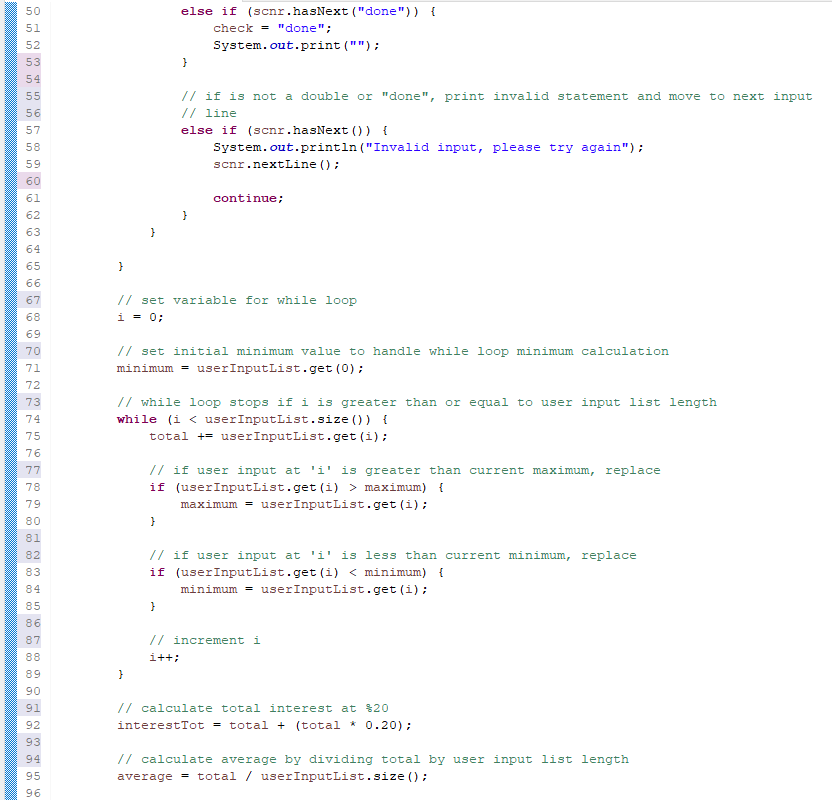 50 else if (scnr.hasNext("done")) {
51 check = "done";
52 System.out.print("");
53 }
54
55 // if is not a double or "done", print invalid statement and move to next input
56 // line
57 else if (scnr.hasNext()) {
58 System.out.println("Invalid input, please try again");
59 scnr.nextLine();
60
61 continue;
62 }
63 }
64
65 }
66
67 // set variable for while loop
68 i = 0;
69
70 // set initial minimum value to handle while loop minimum calculation
71 minimum = userInputList.get(0);
72
73 // while loop stops if i is greater than or equal to user input list length
74 while (i < userInputList.size()) {
75 total += userInputList.get(i);
76
77 // if user input at 'i' is greater than current maximum, replace
78 if (userInputList.get(i) > maximum) {
79 maximum = userInputList.get(i);
80 }
81
82 // if user input at 'i' is less than current minimum, replace
83 if (userInputList.get(i) < minimum) {
84 minimum = userInputList.get(i);
85 }
86
87 // increment i
88 i++;
89 }
90
91 // calculate total interest at %20
92 interestTot = total + (total * 0.20);
93
94 // calculate average by dividing total by user input list length
95 average = total / userInputList.size();
96